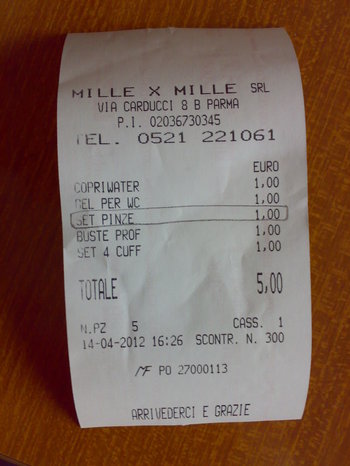 MILLE X MILLE SRL
VIA CARDUCCI 8 B PARMA
P.I. 02036730345
TEL. 0521 221061
EURO
COPRIWATER 1,00
DEL PER WC 1,00
SET PINZE 1,00
BUSTE PROF 1,00
SET 4 CUFF 1,00
TOTALE 5,00
N.PZ 5 CASS. 1
14-04-2012 16:26 SCONTR. N. 300
MF PO 27000113
ARRIVEDERCI E GRAZIE